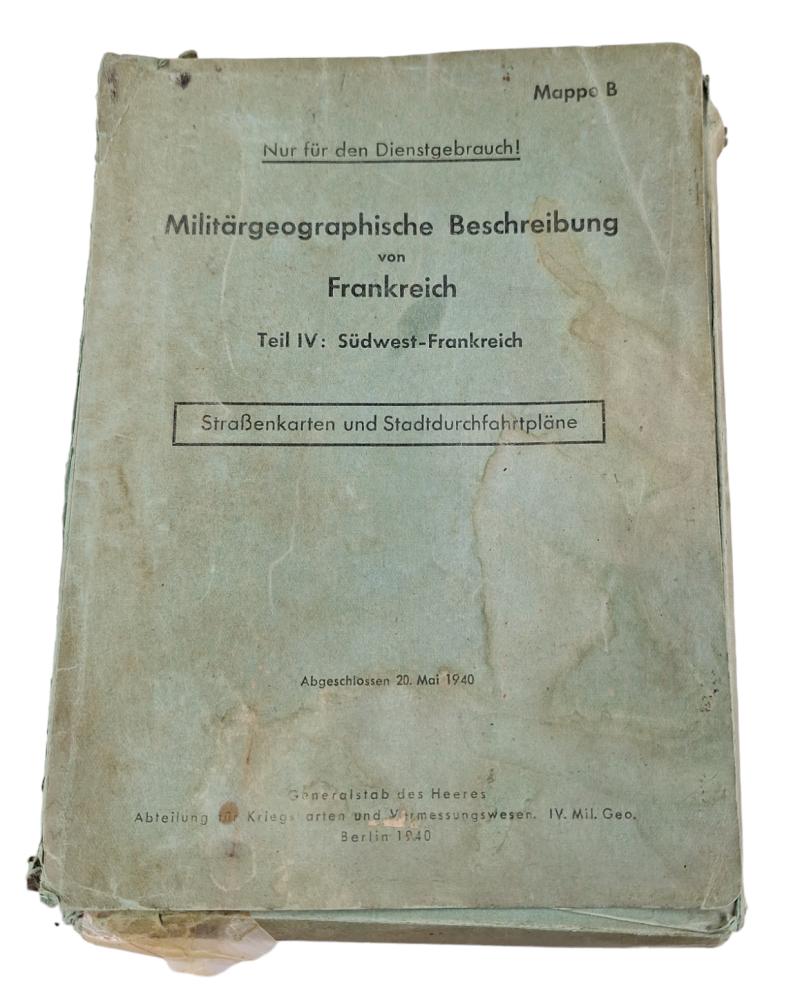 Mappe B
Nur für den Dienstgebrauch!
Militärgeographische Beschreibung
von
Frankreich
Teil IV: Südwest-Frankreich
Straßenkarten und Stadtdurchfahrtpläne
Abgeschlossen 20. Mai 1940
Generalstab des Heeres
Abteilung für Kriegskarten und Vermessungswesen. IV. Mil. Geo.
Berlin 1940